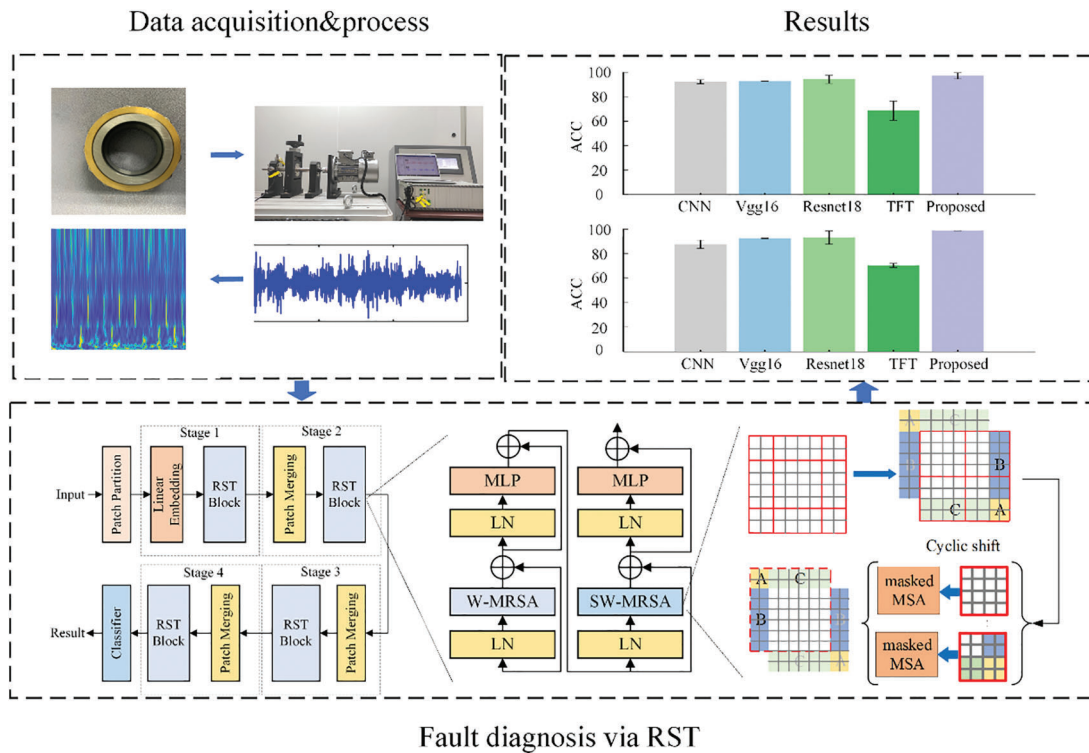 Data acquisition&process
Results
100
80
60
40
20
0
ACC
CNN Vgg16 Resnet18 TFT Proposed
100
80
60
40
20
0
ACC
CNN Vgg16 Resnet18 TFT Proposed
Stage 1
Stage 2
Input
Patch Partition
Linear Embedding
RST
Block
Patch Merging
RST
Block
Stage 4
Stage 3
Result
Classifier
RST
Block
Patch Merging
RST
Block
Patch Merging
MLP
LN
W-MRSA
LN
MLP
LN
SW-MRSA
LN
A
C
B
B
C
A
Cyclic shift
A
C
B
B
C
A
masked
MSA
masked
MSA
Fault diagnosis via RST